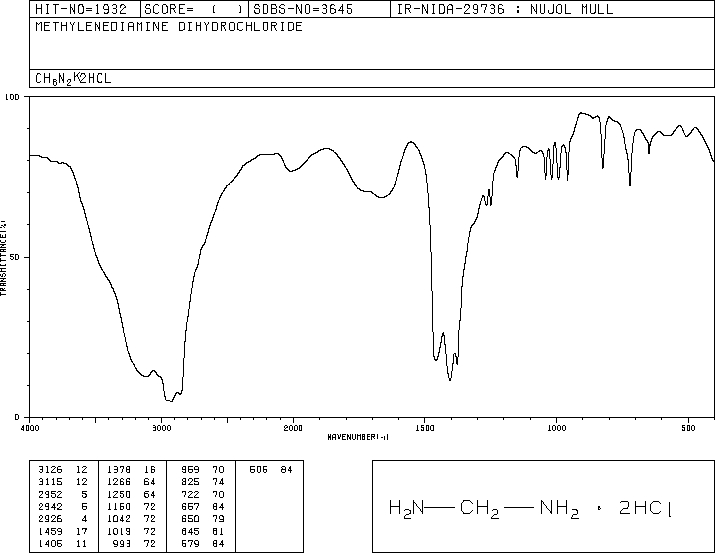 HIT-NO=1932 SCORE= ( ) SDBS-NO=3645 IR-NIDA-29736 : NUJOL MULL
METHYLENEDIAMINE DIHYDROCHLORIDE
CH6N2K2HCL
100
50
0
TRANSMITTANCE(%)
4000 3000 2000 1500 1000 500
WAVENUMBER(-1)
3126 12 1378 16 959 70 506 84
3115 12 1266 64 825 74
2952 5 1250 64 722 70
2942 6 1150 72 667 84
2926 4 1042 72 650 79
1459 17 1019 72 645 81
1406 11 993 72 579 84
H2N—CH2—NH2 · 2HCl